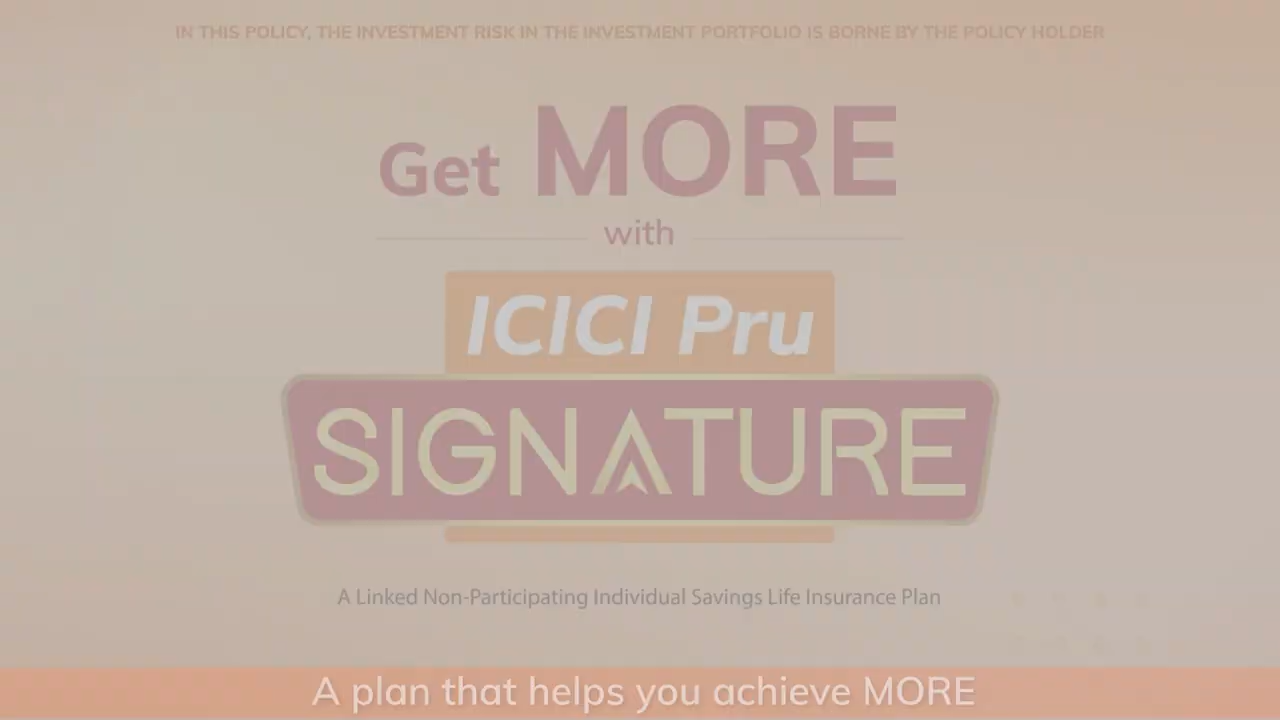 IN THIS POLICY, THE INVESTMENT RISK IN THE INVESTMENT PORTFOLIO IS BORNE BY THE POLICY HOLDER
Get MORE
with
ICICI Pru
SIGNATURE
A Linked Non-Participating Individual Savings Life Insurance Plan
A plan that helps you achieve MORE